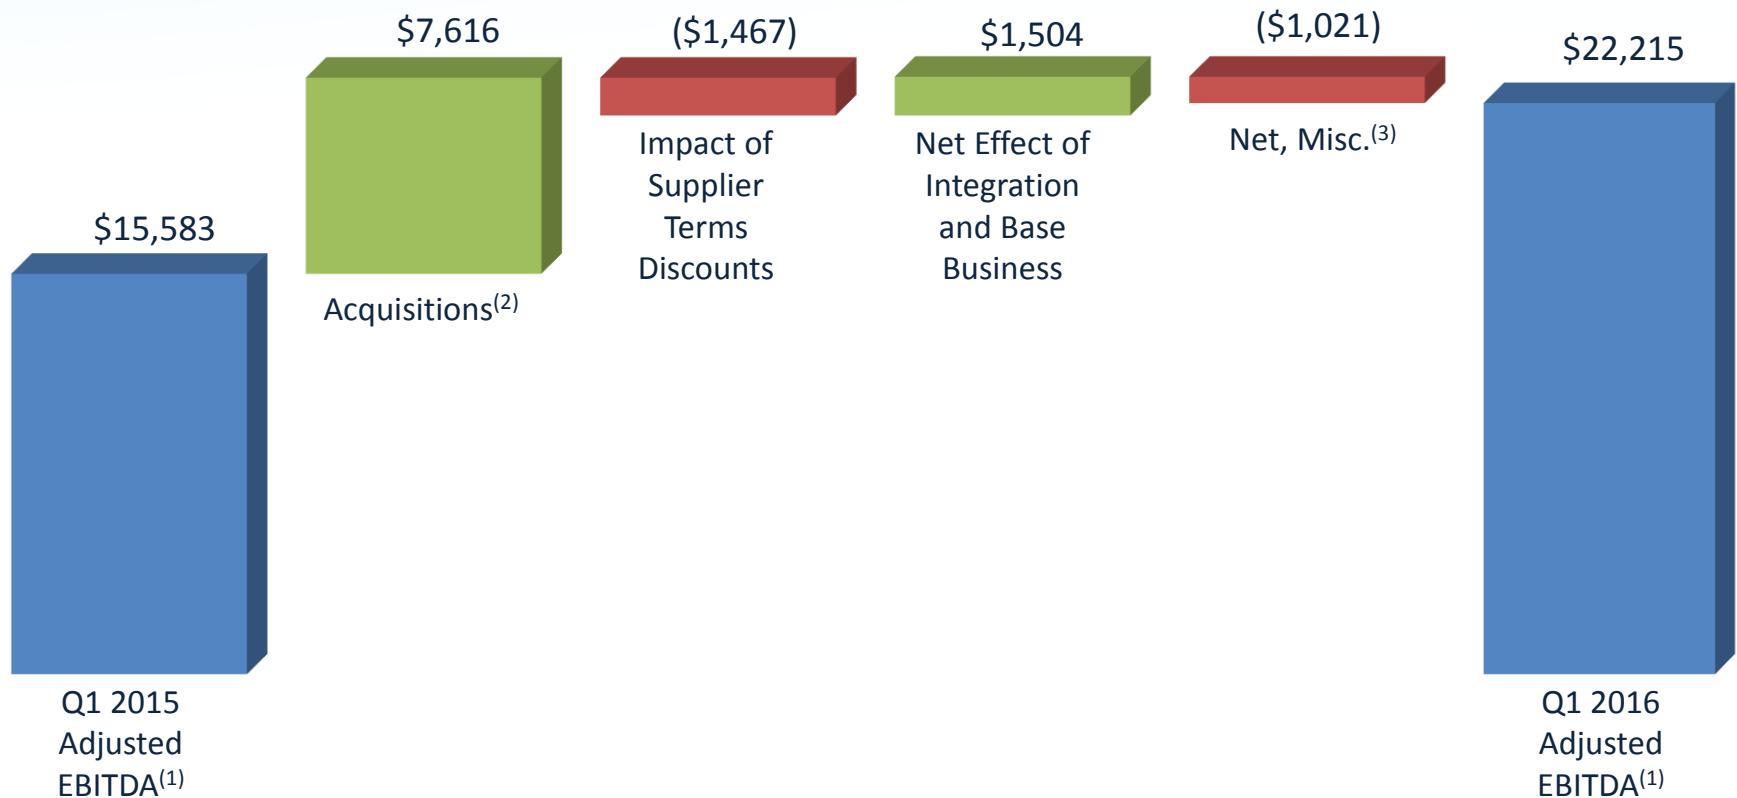 $15,583
Q1 2015
Adjusted
EBITDA(1)
$7,616
Acquisitions(2)
($1,467)
Impact of
Supplier
Terms
Discounts
$1,504
Net Effect of
Integration
and Base
Business
($1,021)
Net, Misc.(3)
$22,215
Q1 2016
Adjusted
EBITDA(1)